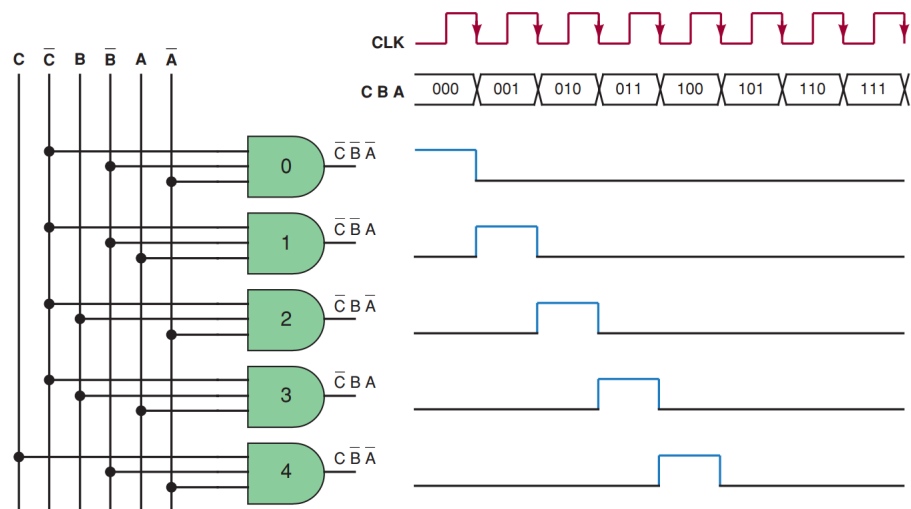 CLK
C C̅ B B̅ A A̅
C B A 000 001 010 011 100 101 110 111
0 C̅ B̅ A̅
1 C̅ B̅ A
2 C̅ B A̅
3 C̅ B A
4 C B̅ A̅